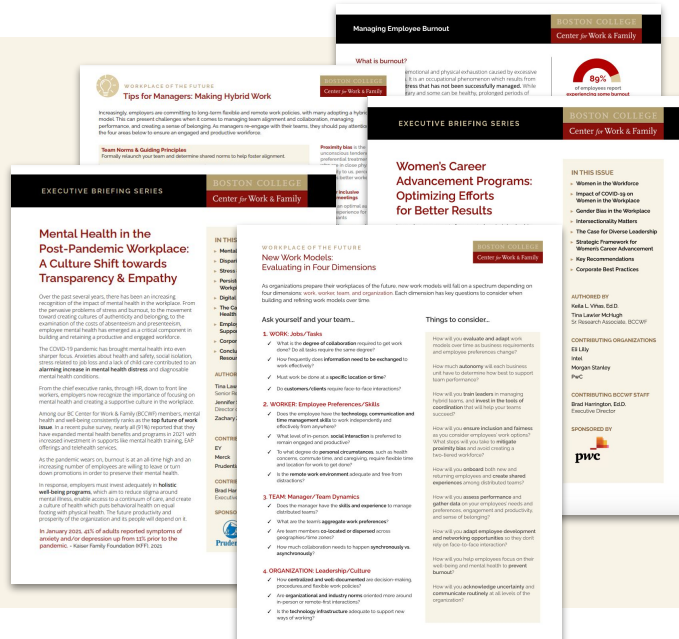 Managing Employee Burnout
BOSTON COLLEGE
Center for Work & Family
What is burnout?
emotional and physical exhaustion caused by excessive
. It is an occupational phenomenon which results from
stress that has not been successfully managed. While
ary and some can be healthy, prolonged periods of
89%
of employees report
experiencing some burnout
WORKPLACE OF THE FUTURE
Tips for Managers: Making Hybrid Work
BOSTON COLLEGE
Center for Work & Family
Increasingly, employers are committing to long-term flexible and remote work policies, with many adopting a hybrid
model. This can present challenges when it comes to managing team alignment and collaboration, managing
performance, and creating a sense of belonging. As managers re-engage with their teams, they should pay attention
the four areas below to ensure an engaged and productive workforce.
Team Norms & Guiding Principles
Formally relaunch your team and determine shared norms to help foster alignment.
Proximity bias is the
unconscious tendency
preferential treatment
in close phy
EXECUTIVE BRIEFING SERIES
BOSTON COLLEGE
Center for Work & Family
Women's Career
Advancement Programs:
Optimizing Efforts
for Better Results
IN THIS ISSUE
Women in the Workforce
Impact of COVID-19 on
Women in the Workplace
Gender Bias in the Workplace
Intersectionality Matters
The Case for Diverse Leadership
Strategic Framework for
Women's Career Advancement
Key Recommendations
Corporate Best Practices
AUTHORED BY
Keila L. Viñas, Ed.D.
Tina Lawler McHugh
Sr Research Associate, BCCWF
CONTRIBUTING ORGANIZATIONS
Eli Lilly
Intel
Morgan Stanley
PwC
CONTRIBUTING BCCWF STAFF
Brad Harrington, Ed.D.
Executive Director
SPONSORED BY
pwc
EXECUTIVE BRIEFING SERIES
BOSTON COLLEGE
Center for Work & Family
Mental Health in the
Post-Pandemic Workplace:
A Culture Shift towards
Transparency & Empathy
Over the past several years, there has been an increasing
recognition of the impact of mental health in the workplace. From
the pervasive problems of stress and burnout, to the movement
toward creating cultures of authenticity and belonging, to the
examination of the costs of absenteeism and presenteeism,
employee mental health has emerged as a critical component in
building and retaining a productive and engaged workforce.
The COVID-19 pandemic has brought mental health into even
sharper focus. Anxieties about health and safety, social isolation,
stress related to job loss and a lack of child care contributed to an
alarming increase in mental health distress and diagnosable
mental health conditions.
From the chief executive ranks, through HR, down to front line
workers, employers now recognize the importance of focusing on
mental health and creating a supportive culture in the workplace.
Among our BC Center for Work & Family (BCCWF) members, mental
health and well-being consistently ranks as the top future of work
issue. In a recent pulse survey, nearly all (91%) reported that they
have expanded mental health benefits and programs in 2021 with
increased investment in supports like mental health training, EAP
offerings and telehealth services.
As the pandemic wears on, burnout is at an all-time high and an
increasing number of employees are willing to leave or turn
down promotions in order to preserve their mental health.
In response, employers must invest adequately in holistic
well-being programs, which aim to reduce stigma around
mental illness, enable access to a continuum of care, and create
a culture of which puts behavioral health on equal
footing with physical health. The future productivity and
prosperity of the organization and its people will depend on it.
In January 2021, 41% of adults reported symptoms of
anxiety and/or depression up from 11% prior to the
pandemic. - Kaiser Family Foundation (KFF), 2021
IN THIS
Mental
Dispari
Stress
Persist
Workp
Digital
The Ca
Health
Employ
Suppo
Corpor
Conclu
Resour
AUTHOR
Tina Law
Senior Re
Jennifer
Director
Zachary
CONTRI
EY
Merck
Prudenti
CONTRI
Brad Har
Executive
SPONSO
Pruden
WORKPLACE OF THE FUTURE
New Work Models:
Evaluating in Four Dimensions
BOSTON COLLEGE
Center for Work & Family
As organizations prepare their workplaces of the future, new work models will fall on a spectrum depending on
four dimensions: work, worker, team, and organization. Each dimension has key questions to consider when
building and refining work models over time.
Ask yourself and your team...
1. WORK: Jobs/Tasks
✓ What is the degree of collaboration required to get work
done? Do all tasks require the same degree?
✓ How frequently does information need to be exchanged to
work effectively?
✓ Must work be done at a specific location or time?
✓ Do customers/clients require face-to-face interactions?
2. WORKER: Employee Preferences/Skills
✓ Does the employee have the technology, communication and
time management skills to work independently and
effectively from anywhere?
✓ What level of in-person, social interaction is preferred to
remain engaged and productive?
✓ To what degree do personal circumstances, such as health
concerns, commute time, and caregiving, require flexible time
and location for work to get done?
✓ Is the remote work environment adequate and free from
distractions?
3. TEAM: Manager/Team Dynamics
✓ Does the manager have the skills and experience to manage
distributed teams?
✓ What are the team's aggregate work preferences?
✓ Are team members co-located or dispersed across
geographies/time zones?
✓ How much collaboration needs to happen synchronously vs.
asynchronously?
4. ORGANIZATION: Leadership/Culture
✓ How centralized and well-documented are decision-making,
procedures and flexible work policies?
✓ Are organizational and industry norms oriented more around
in-person or remote-first interactions?
✓ Is the technology infrastructure adequate to support new
ways of working?
Things to consider...
How will you evaluate and adapt work
models over time as business requirements
and employee preferences change?
How much autonomy will each business
unit have to determine how best to support
team performance?
How will you train leaders in managing
hybrid teams, and invest in the tools of
coordination that will help your teams
succeed?
How will you ensure inclusion and fairness
as you consider employees' work options?
What steps will you take to mitigate
proximity bias and avoid creating a
two-tiered workforce?
How will you onboard both new and
returning employees and create shared
experiences among distributed teams?
How will you assess performance and
gather data on your employees' needs and
preferences, engagement and productivity,
and sense of belonging?
How will you adapt employee development
and networking opportunities so they dont
rely on face-to-face interaction?
How will you help employees focus on their
well-being and mental health to prevent
burnout?
How will you acknowledge uncertainty and
communicate routinely at all levels of the
organization?